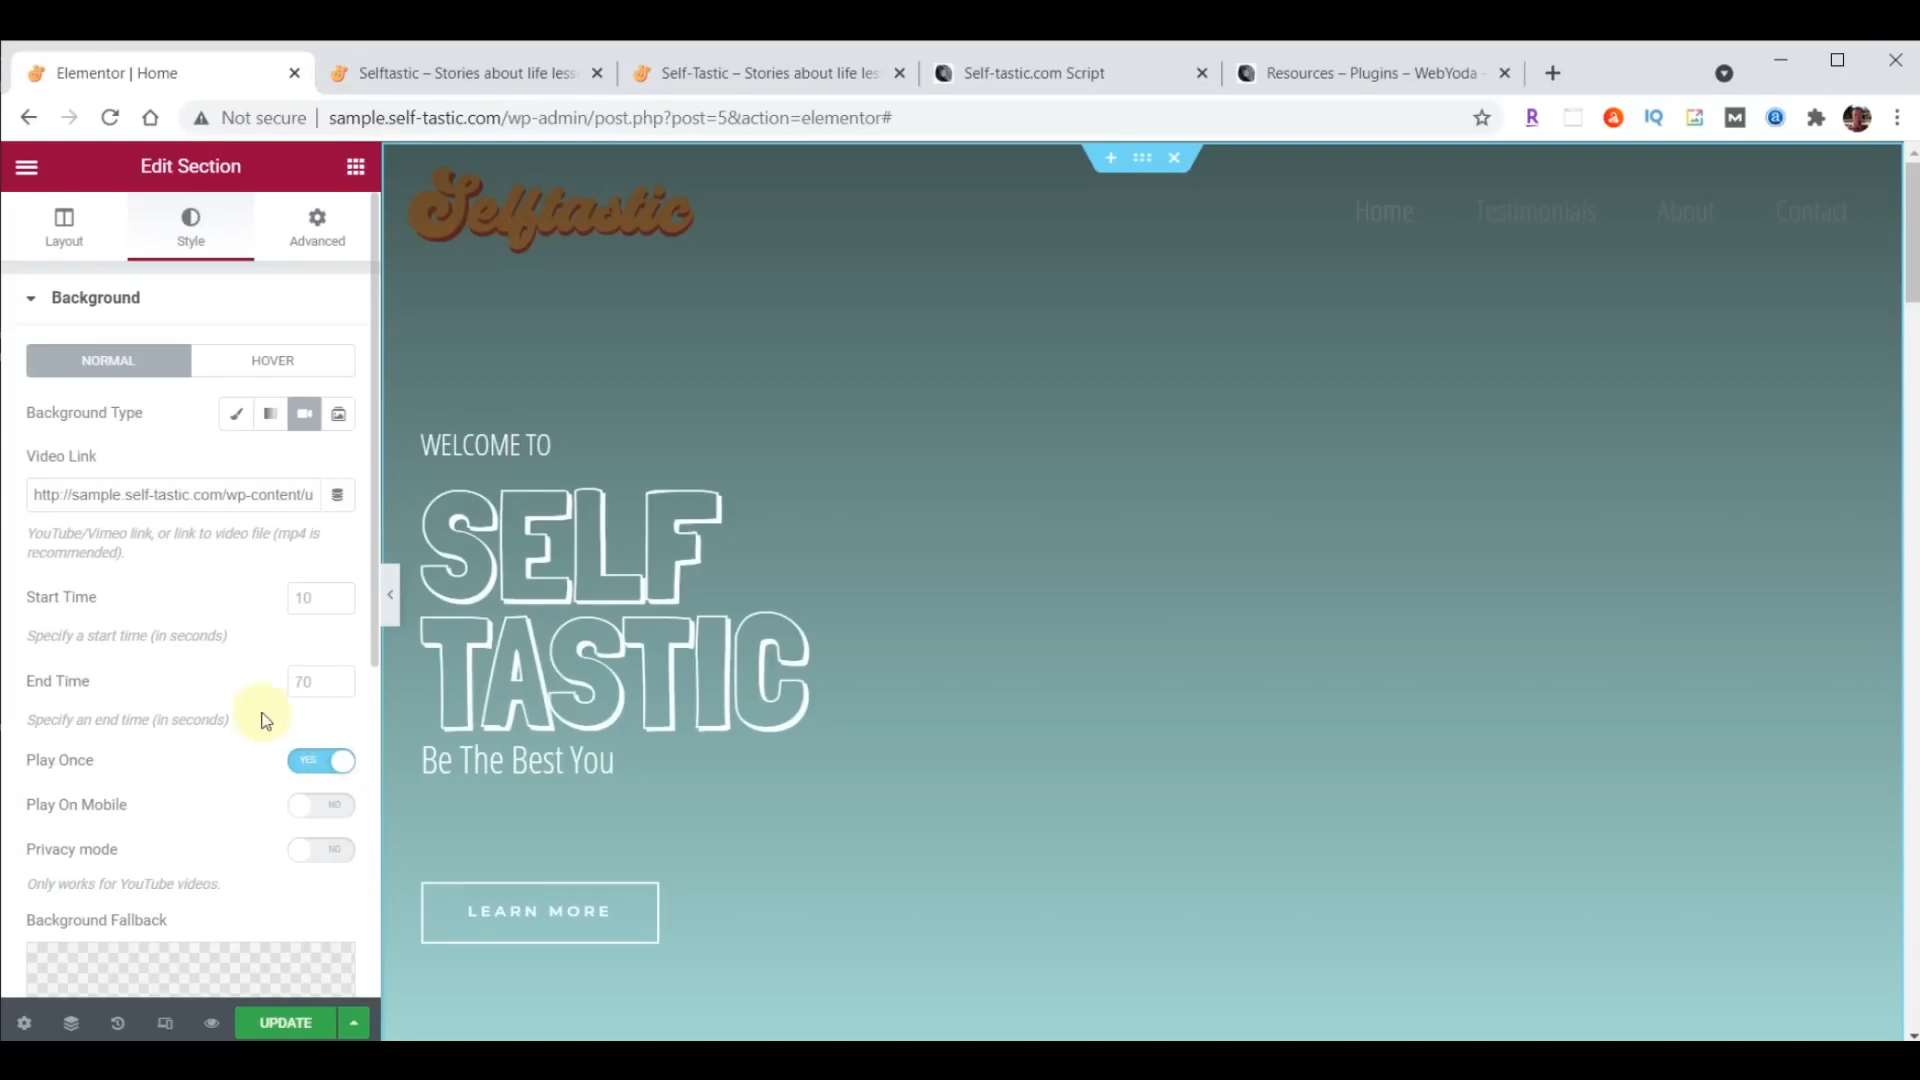 Elementor | Home
Selftastic – Stories about life less
Self-Tastic – Stories about life les
Self-tastic.com Script
Resources – Plugins – WebYoda -
Not secure | sample.self-tastic.com/wp-admin/post.php?post=5&action=elementor#
R
a
IQ
M
a
Edit Section
Layout
Style
Advanced
Background
NORMAL
HOVER
Background Type
Video Link
http://sample.self-tastic.com/wp-content/u
YouTube/Vimeo link, or link to video file (mp4 is
recommended).
Start Time
10
Specify a start time (in seconds)
End Time
70
Specify an end time (in seconds)
Play Once
YES
Play On Mobile
NO
Privacy mode
NO
Only works for YouTube videos.
Background Fallback
UPDATE
Selftastic
Home
Testimonials
About
Contact
WELCOME TO
SELF
TASTIC
Be The Best You
LEARN MORE